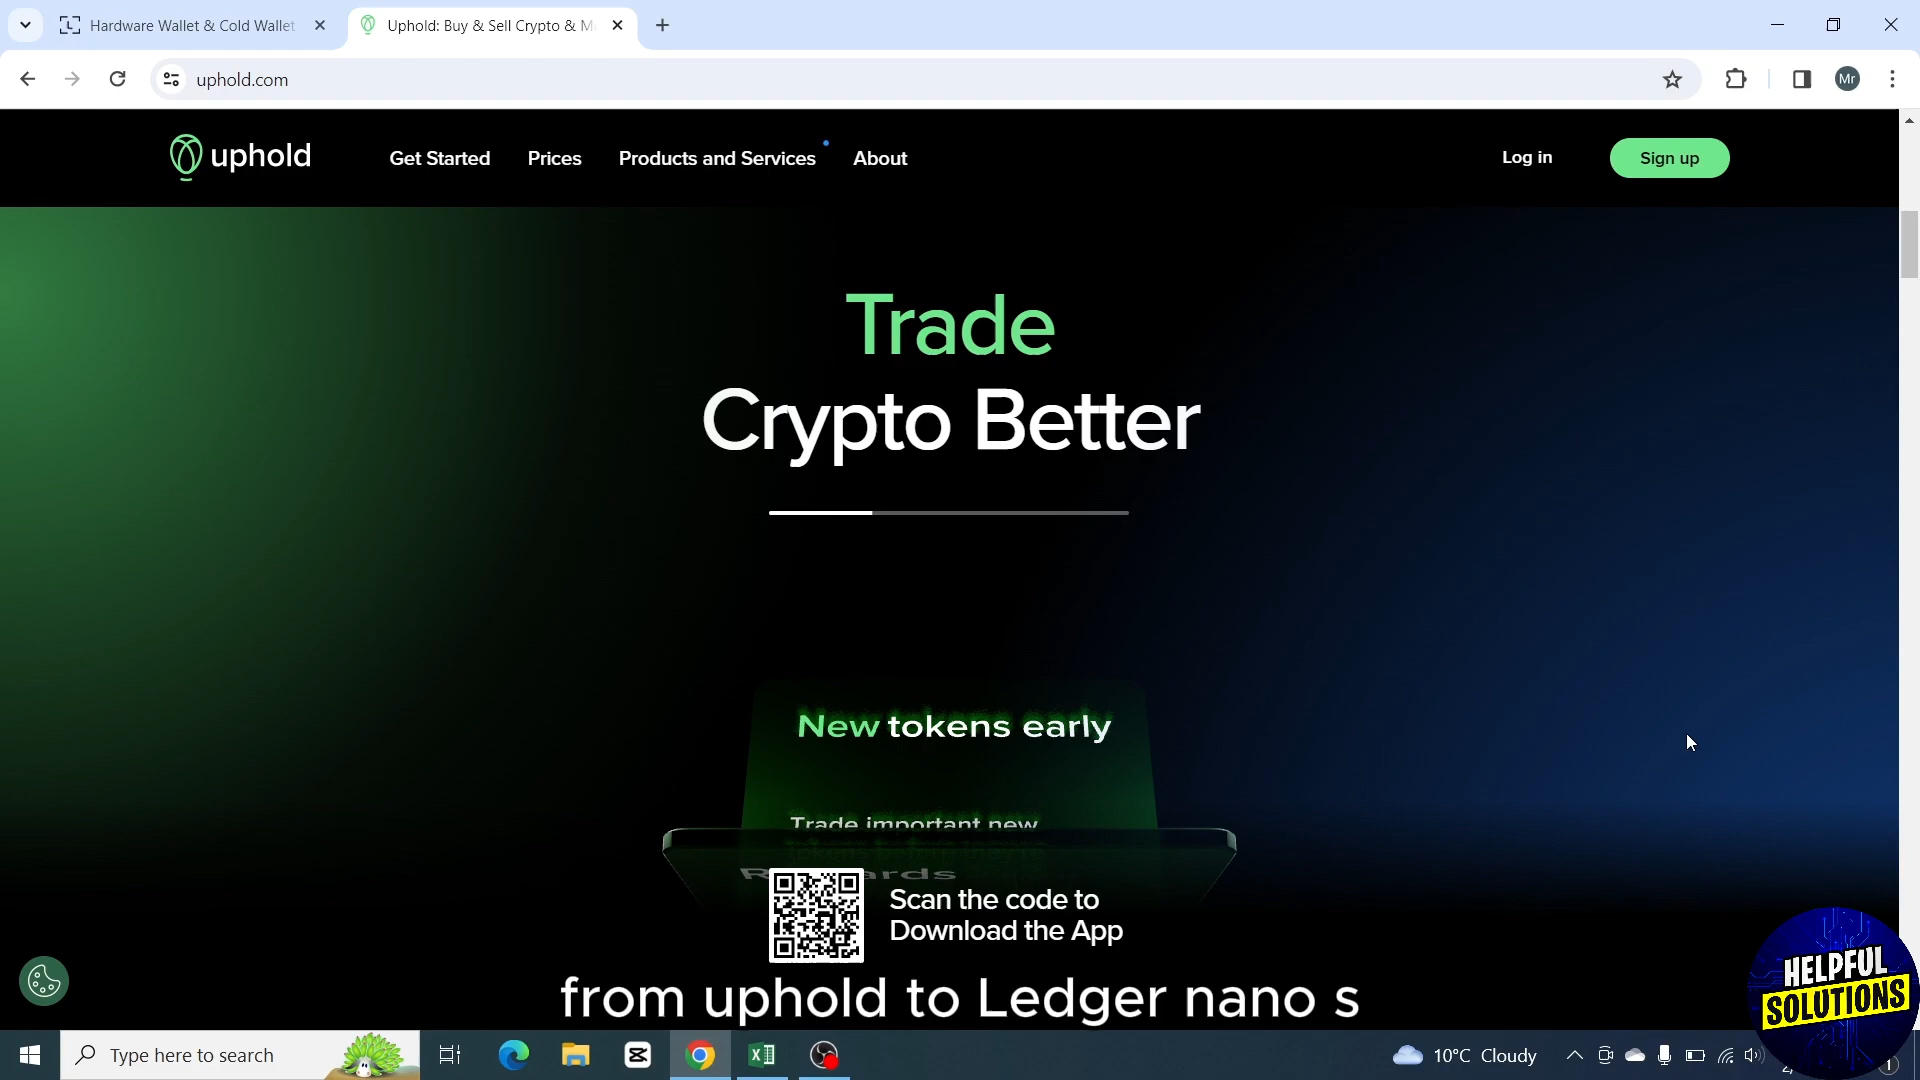 Hardware Wallet & Cold Wallet
Uphold: Buy & Sell Crypto & M
uphold.com
Mr
uphold
Get Started
Prices
Products and Services
About
Log in
Sign up
Trade
Crypto Better
New tokens early
Trade important new
Scan the code to
Download the App
from uphold to Ledger nano s
HELPFUL
SOLUTIONS
Type here to search
10°C Cloudy
1